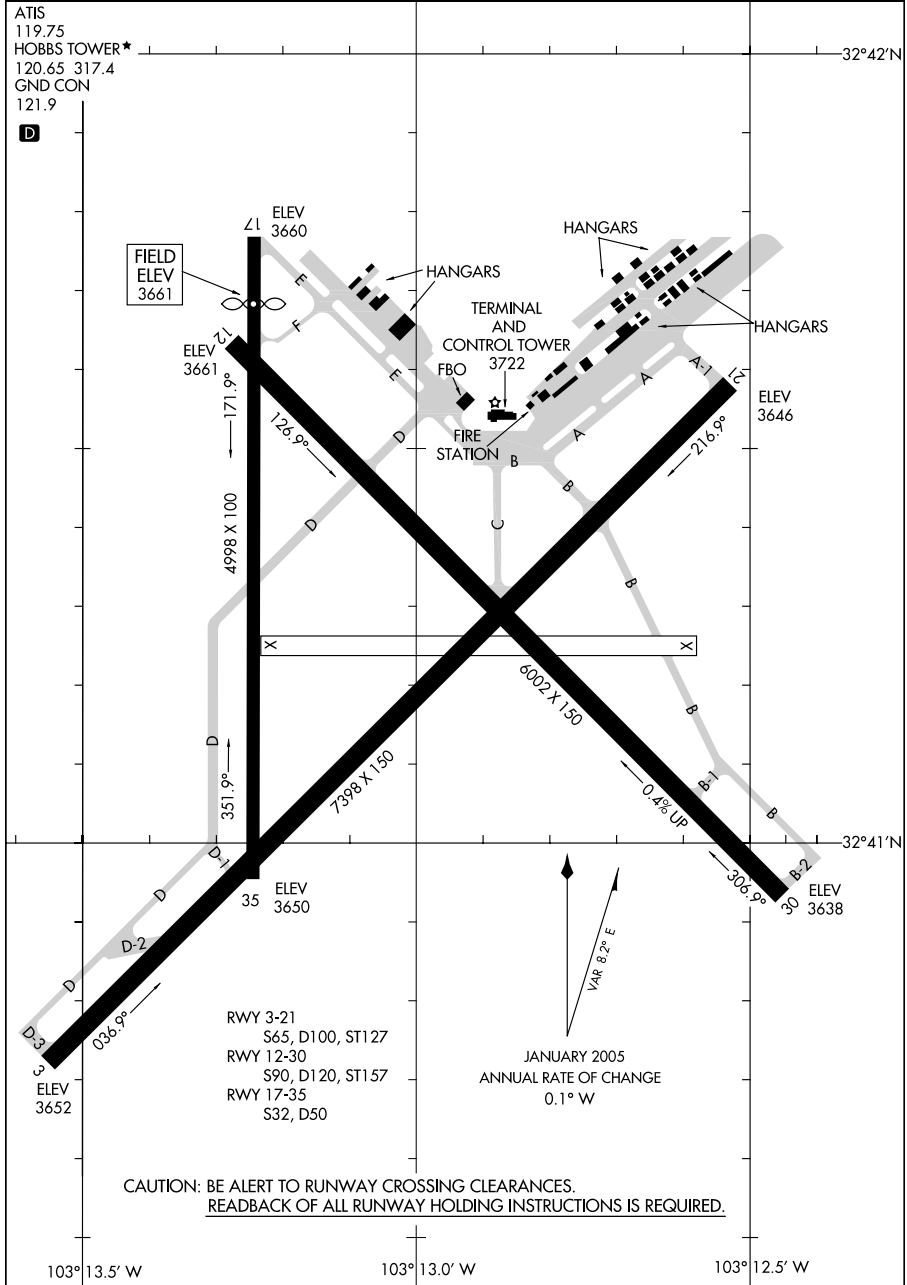 ATIS
119.75
HOBBS TOWER★
120.65 317.4
GND CON
121.9
D
32°42'N
17
ELEV
3660
FIELD
ELEV
3661
HANGARS
HANGARS
HANGARS
TERMINAL
AND
CONTROL TOWER
3722
E
F
E
12
ELEV
3661
FBO
FIRE
STATION
A-1
A
A
21
ELEV
3646
171.9°
126.9°
216.9°
D
B
B
D
C
4998 X 100
B
X
X
6002 X 150
B
D
351.9°
7398 X 150
B-1
0.4% UP
B
32°41'N
D-1
B-2
306.9°
30
ELEV
3638
35
ELEV
3650
D
D-2
D
VAR 8.2° E
036.9°
D-3
3
ELEV
3652
RWY 3-21
S65, D100, ST127
RWY 12-30
S90, D120, ST157
RWY 17-35
S32, D50
JANUARY 2005
ANNUAL RATE OF CHANGE
0.1° W
CAUTION: BE ALERT TO RUNWAY CROSSING CLEARANCES.
READBACK OF ALL RUNWAY HOLDING INSTRUCTIONS IS REQUIRED.
103°13.5' W
103°13.0' W
103°12.5' W